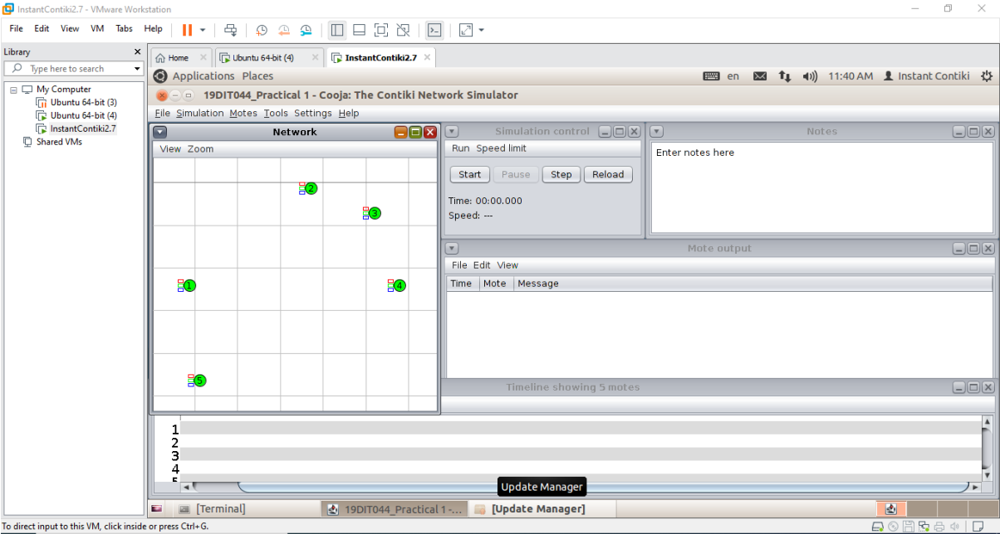 InstantContiki2.7 - VMware Workstation
File Edit View VM Tabs Help
Library
Type here to search
My Computer
Ubuntu 64-bit (3)
Ubuntu 64-bit (4)
InstantContiki2.7
Shared VMs
Home Ubuntu 64-bit (4) InstantContiki2.7
Applications Places en 11:40 AM Instant Contiki
19DIT044_Practical 1 - Cooja: The Contiki Network Simulator
File Simulation Motes Tools Settings Help
Network
View Zoom
2
3
1
4
5
Simulation control
Run Speed limit
Start Pause Step Reload
Time: 00:00.000
Speed: ---
Notes
Enter notes here
Mote output
File Edit View
Time Mote Message
Timeline showing 5 motes
1
2
3
4
5
Update Manager
[Terminal] 19DIT044_Practical 1 -... [Update Manager]
To direct input to this VM, click inside or press Ctrl+G.